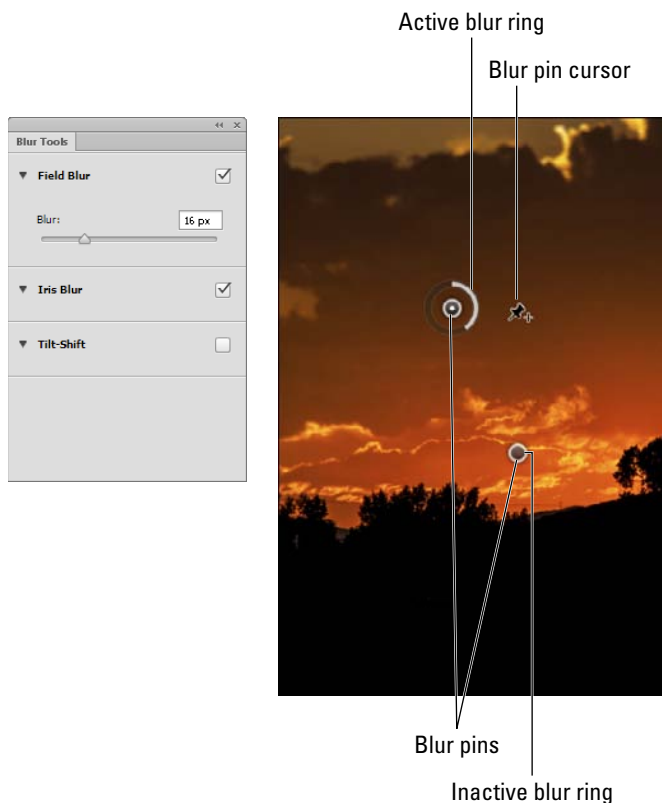 Active blur ring
Blur pin cursor
Blur Tools
Field Blur
Blur:
16 px
Iris Blur
Tilt-Shift
Blur pins
Inactive blur ring